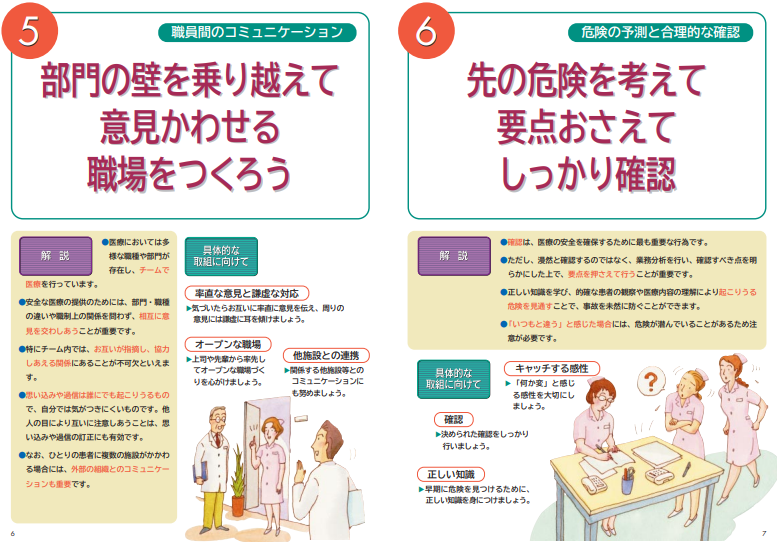 5
職員間のコミュニケーション
部門の壁を乗り越えて
意見かわせる
職場をつくろう
解 説
●医療においては多
様な職種や部門が
存在し、チームで
医療を行っています。
●安全な医療の提供のためには、部門・職種
の違いや職制上の関係を問わず、相互に意
見を交わしあうことが重要です。
●特にチーム内では、お互いが指摘し、協力
しあえる関係にあることが不可欠といえま
す。
●思い込みや過信は誰にでも起こりうるもの
で、自分では気がつきにくいものです。他
人の目により互いに注意しあうことは、思
い込みや過信の訂正にも有効です。
●なお、ひとりの患者に複数の施設がかかわ
る場合には、外部の組織とのコミュニケー
ションも重要です。
具体的な
取組に向けて
率直な意見と謙虚な対応
▶気づいたらお互いに率直に意見を伝え、周りの
意見には謙虚に耳を傾けましょう。
オープンな職場
▶上司や先輩から率先し
てオープンな職場づく
りを心がけましょう。
他施設との連携
▶関係する他施設等との
コミュニケーションに
も努めましょう。
6
6
危険の予測と合理的な確認
先の危険を考えて
要点おさえて
しっかり確認
解 説
●確認は、医療の安全を確保するために最も重要な行為です。
●ただし、漫然と確認するのではなく、業務分析を行い、確認すべき点を明
らかにした上で、要点を押さえて行うことが重要です。
●正しい知識を学び、的確な患者の観察や医療内容の理解により起こりうる
危険を見通すことで、事故を未然に防ぐことができます。
●「いつもと違う」と感じた場合には、危険が潜んでいることがあるため注
意が必要です。
具体的な
取組に向けて
キャッチする感性
▶「何か変」と感じ
る感性を大切にし
ましょう。
確認
▶決められた確認をしっかり
行いましょう。
正しい知識
▶早期に危険を見つけるために、
正しい知識を身につけましょう。
?
7